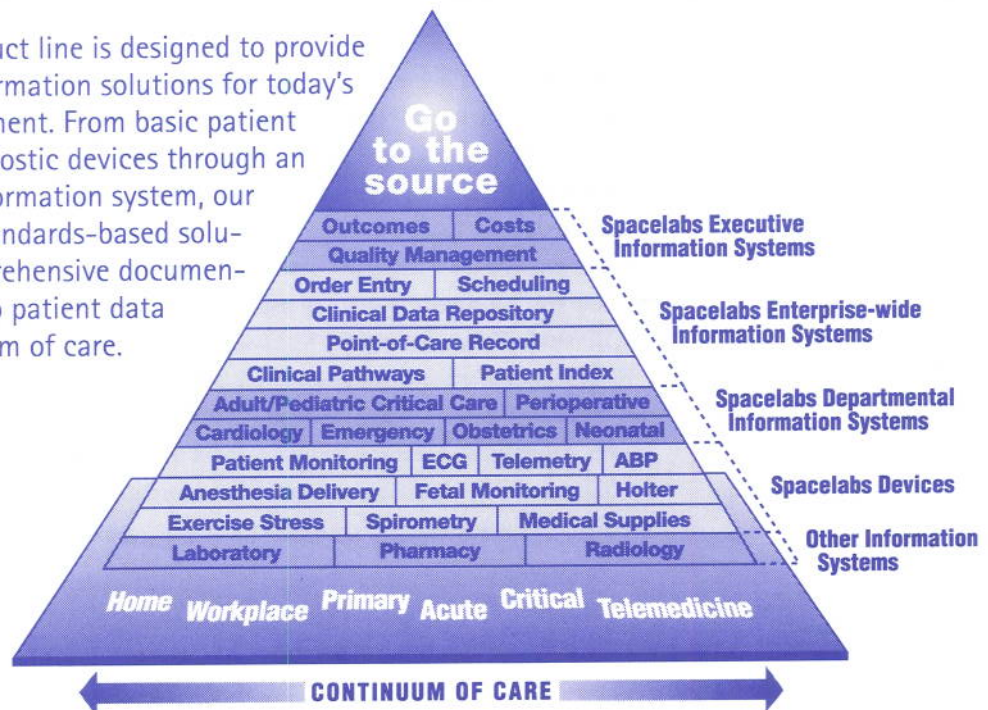 uct line is designed to provide
rmation solutions for today's
ment. From basic patient
nostic devices through an
formation system, our
andards-based solu-
rehensive documen-
o patient data
m of care.
Go
to the
source
Outcomes Costs
Quality Management
Order Entry Scheduling
Clinical Data Repository
Point-of-Care Record
Clinical Pathways Patient Index
Adult/Pediatric Critical Care Perioperative
Cardiology Emergency Obstetrics Neonatal
Patient Monitoring ECG Telemetry ABP
Anesthesia Delivery Fetal Monitoring Holter
Exercise Stress Spirometry Medical Supplies
Laboratory Pharmacy Radiology
Home Workplace Primary Acute Critical Telemedicine
CONTINUUM OF CARE
Spacelabs Executive
Information Systems
Spacelabs Enterprise-wide
Information Systems
Spacelabs Departmental
Information Systems
Spacelabs Devices
Other Information
Systems